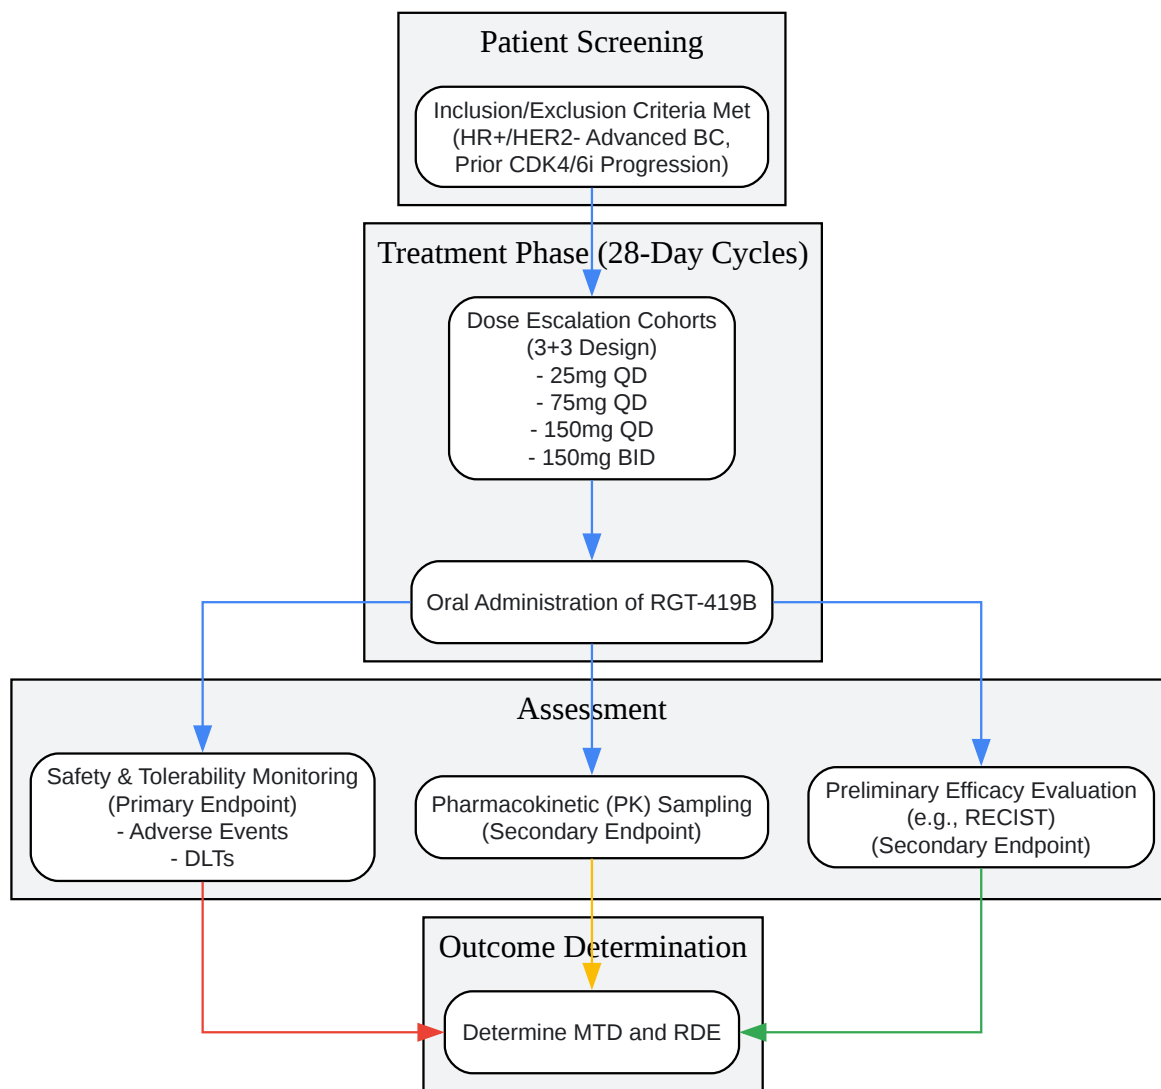 Patient Screening
Inclusion/Exclusion Criteria Met
(HR+/HER2- Advanced BC,
Prior CDK4/6i Progression)
Treatment Phase (28-Day Cycles)
Dose Escalation Cohorts
(3+3 Design)
- 25mg QD
- 75mg QD
- 150mg QD
- 150mg BID
Oral Administration of RGT-419B
Assessment
Safety & Tolerability Monitoring
(Primary Endpoint)
- Adverse Events
- DLTs
Pharmacokinetic (PK) Sampling
(Secondary Endpoint)
Preliminary Efficacy Evaluation
(e.g., RECIST)
(Secondary Endpoint)
Outcome Determination
Determine MTD and RDE